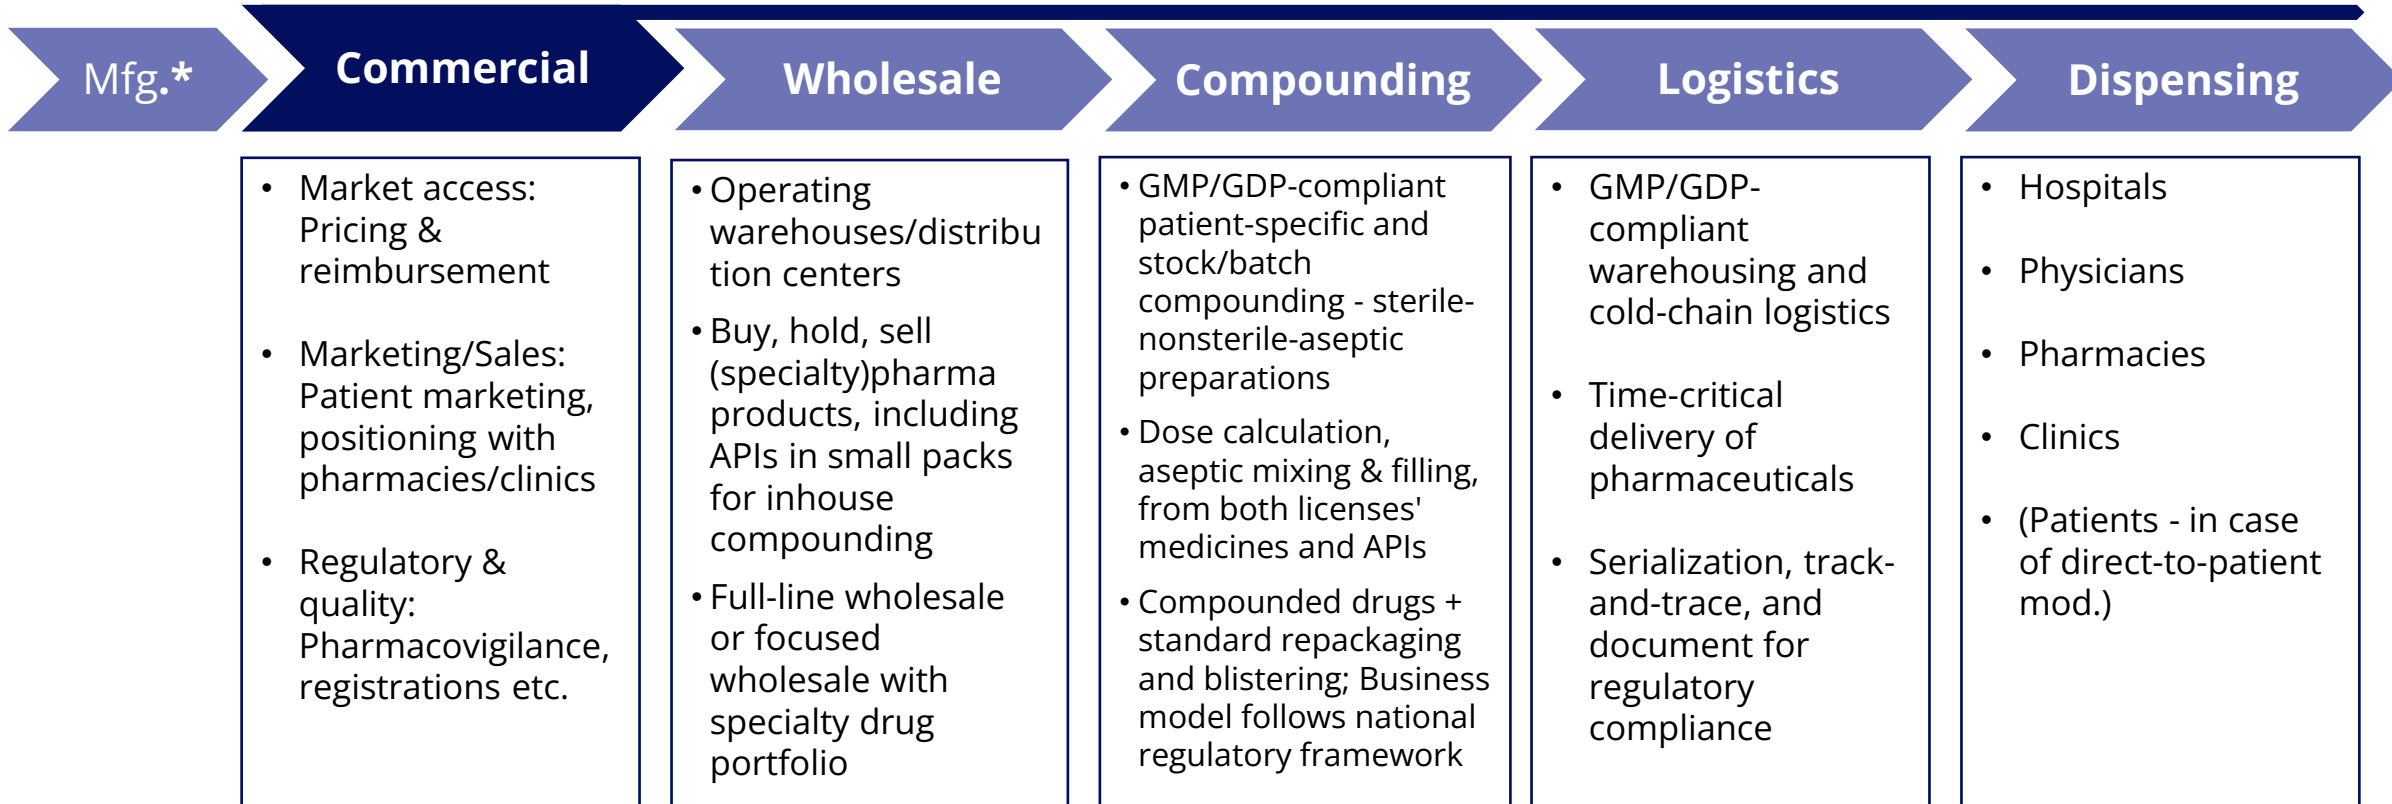 Mfg.*
Commercial
Wholesale
Compounding
Logistics
Dispensing
• Market access:
Pricing &
reimbursement
• Marketing/Sales:
Patient marketing,
positioning with
pharmacies/clinics
• Regulatory &
quality:
Pharmacovigilance,
registrations etc.
• Operating
warehouses/distribu
tion centers
• Buy, hold, sell
(specialty)pharma
products, including
APIs in small packs
for inhouse
compounding
• Full-line wholesale
or focused
wholesale with
specialty drug
portfolio
• GMP/GDP-compliant
patient-specific and
stock/batch
compounding - sterile-
nonsterile-aseptic
preparations
• Dose calculation,
aseptic mixing & filling,
from both licenses'
medicines and APIs
• Compounded drugs +
standard repackaging
and blistering; Business
model follows national
regulatory framework
• GMP/GDP-
compliant
warehousing and
cold-chain logistics
• Time-critical
delivery of
pharmaceuticals
• Serialization, track-
and-trace, and
document for
regulatory
compliance
• Hospitals
• Physicians
• Pharmacies
• Clinics
• (Patients - in case
of direct-to-patient
mod.)